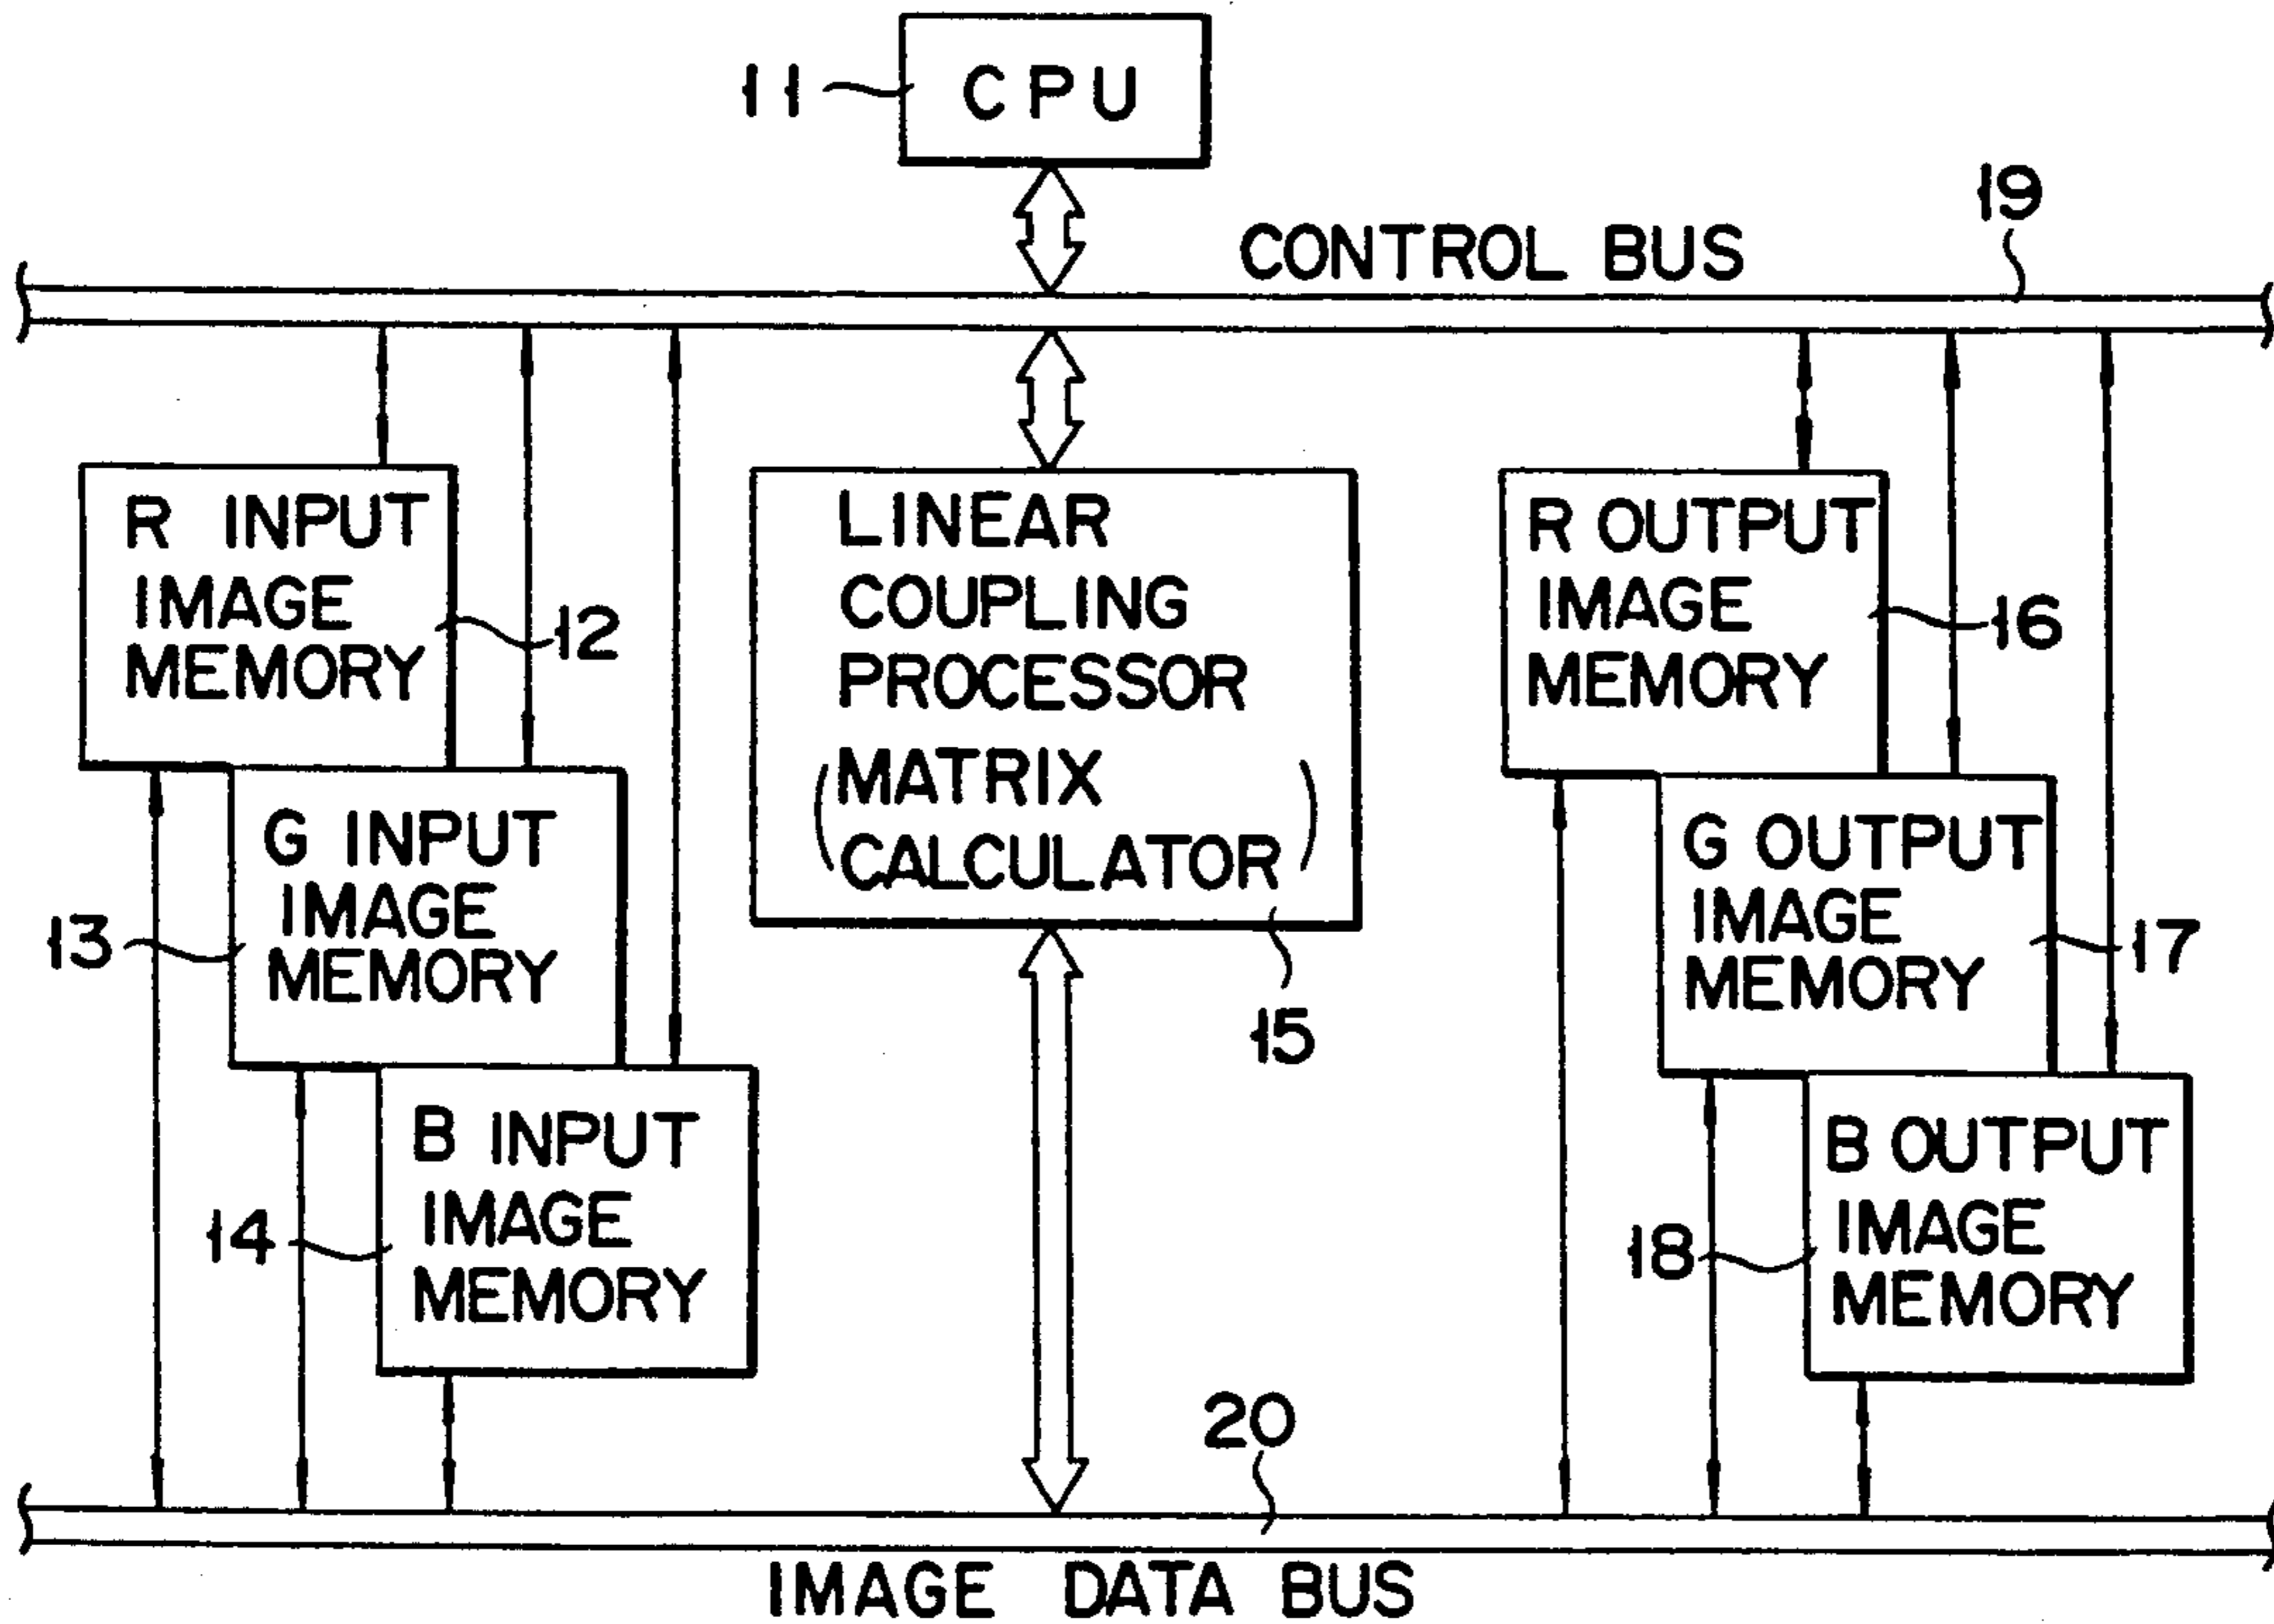 11
CPU
19
CONTROL BUS
R INPUT
IMAGE
MEMORY
12
LINEAR
COUPLING
PROCESSOR
(MATRIX
CALCULATOR)
15
R OUTPUT
IMAGE
MEMORY
16
G INPUT
IMAGE
MEMORY
13
G OUTPUT
IMAGE
MEMORY
17
B INPUT
IMAGE
MEMORY
14
B OUTPUT
IMAGE
MEMORY
18
20
IMAGE DATA BUS